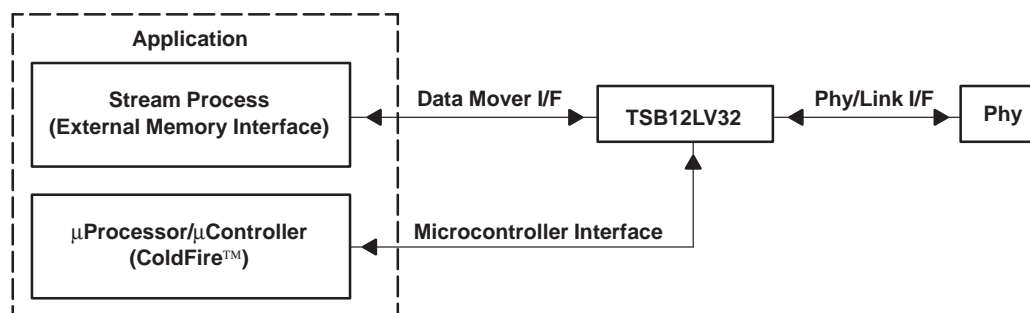 Application
Stream Process
(External Memory Interface)
Data Mover I/F
TSB12LV32
Phy/Link I/F
Phy
μProcessor/μController
(ColdFire™)
Microcontroller Interface